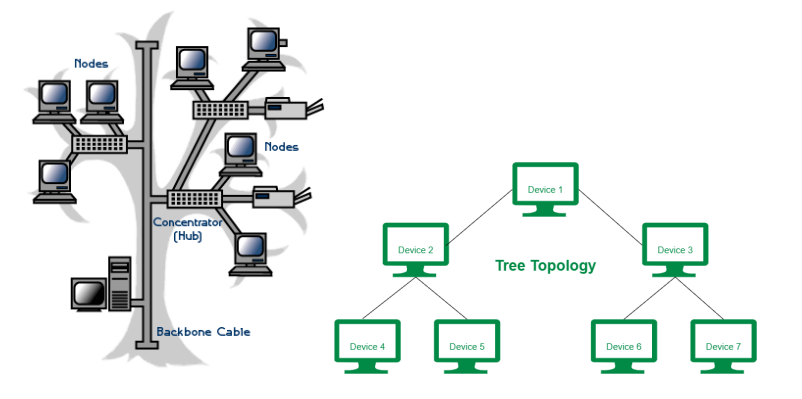 Nodes
Nodes
Concentrator
(Hub)
Backbone Cable
Device 1
Device 2
Device 3
Tree Topology
Device 4
Device 5
Device 6
Device 7